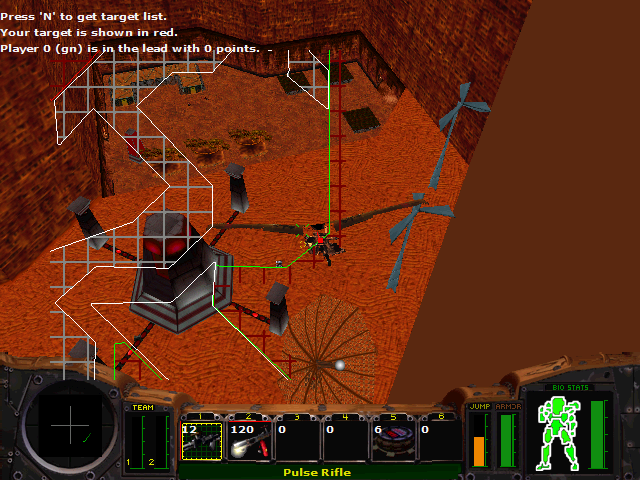 Press 'N' to get target list.
Your target is shown in red.
Player 0 (gn) is in the lead with 0 points. -
TEAM
1 2
1 2 3 4 5 6
12 120 0 0 6 0
Pulse Rifle
JUMP ARMOR
BIO STATS